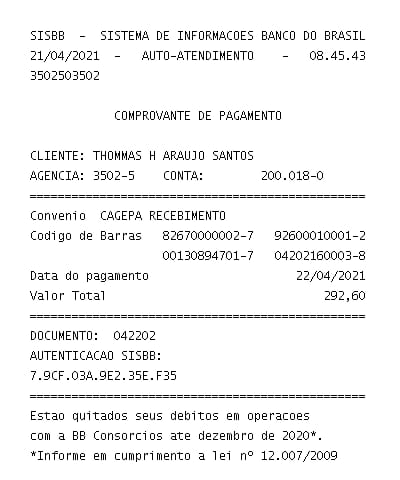 SISBB - SISTEMA DE INFORMACOES BANCO DO BRASIL
21/04/2021 - AUTO-ATENDIMENTO - 08.45.43
3502503502
COMPROVANTE DE PAGAMENTO
CLIENTE: THOMMAS H ARAUJO SANTOS
AGENCIA: 3502-5 CONTA: 200.018-0
================================================
Convenio CAGEPA RECEBIMENTO
Codigo de Barras 82670000002-7 92600010001-2
00130894701-7 04202160003-8
Data do pagamento 22/04/2021
Valor Total 292,60
================================================
DOCUMENTO: 042202
AUTENTICACAO SISBB:
7.9CF.03A.9E2.35E.F35
================================================
Estao quitados seus debitos em operacoes
com a BB Consorcios ate dezembro de 2020*.
*Informe em cumprimento a lei nº 12.007/2009